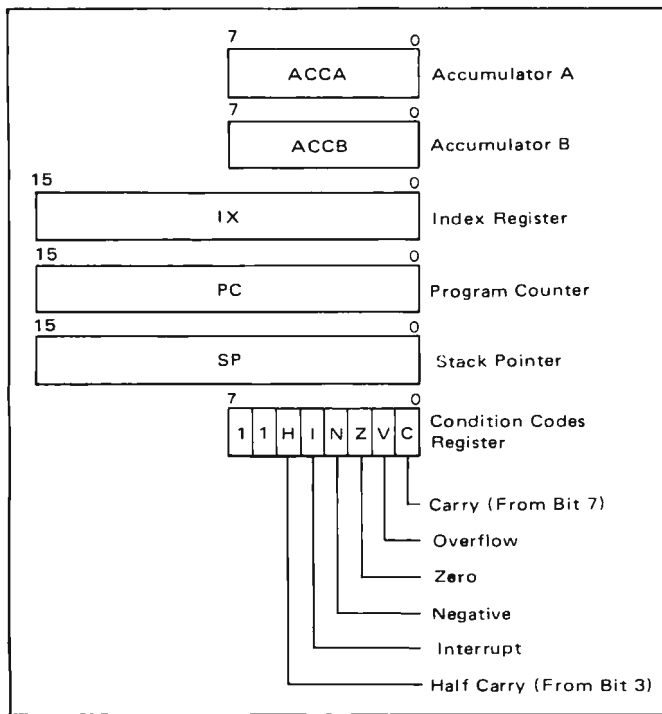 7 0
ACCA Accumulator A
7 0
ACCB Accumulator B
15 0
IX Index Register
15 0
PC Program Counter
15 0
SP Stack Pointer
7 0
1 1 H I N Z V C Condition Codes
Register
Carry (From Bit 7)
Overflow
Zero
Negative
Interrupt
Half Carry (From Bit 3)